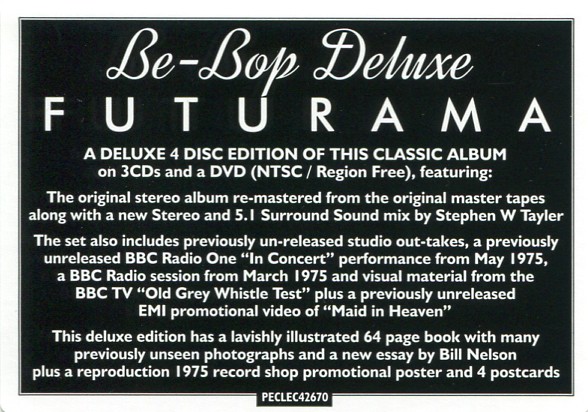 Be-Bop Deluxe
FUTURAMA
A DELUXE 4 DISC EDITION OF THIS CLASSIC ALBUM
on 3CDs and a DVD (NTSC / Region Free), featuring:
The original stereo album re-mastered from the original master tapes
along with a new Stereo and 5.1 Surround Sound mix by Stephen W Tayler
The set also includes previously un-released studio out-takes, a previously
unreleased BBC Radio One “In Concert” performance from May 1975,
a BBC Radio session from March 1975 and visual material from the
BBC TV “Old Grey Whistle Test” plus a previously unreleased
EMI promotional video of “Maid in Heaven”
This deluxe edition has a lavishly illustrated 64 page book with many
previously unseen photographs and a new essay by Bill Nelson
plus a reproduction 1975 record shop promotional poster and 4 postcards
PECLEC42670